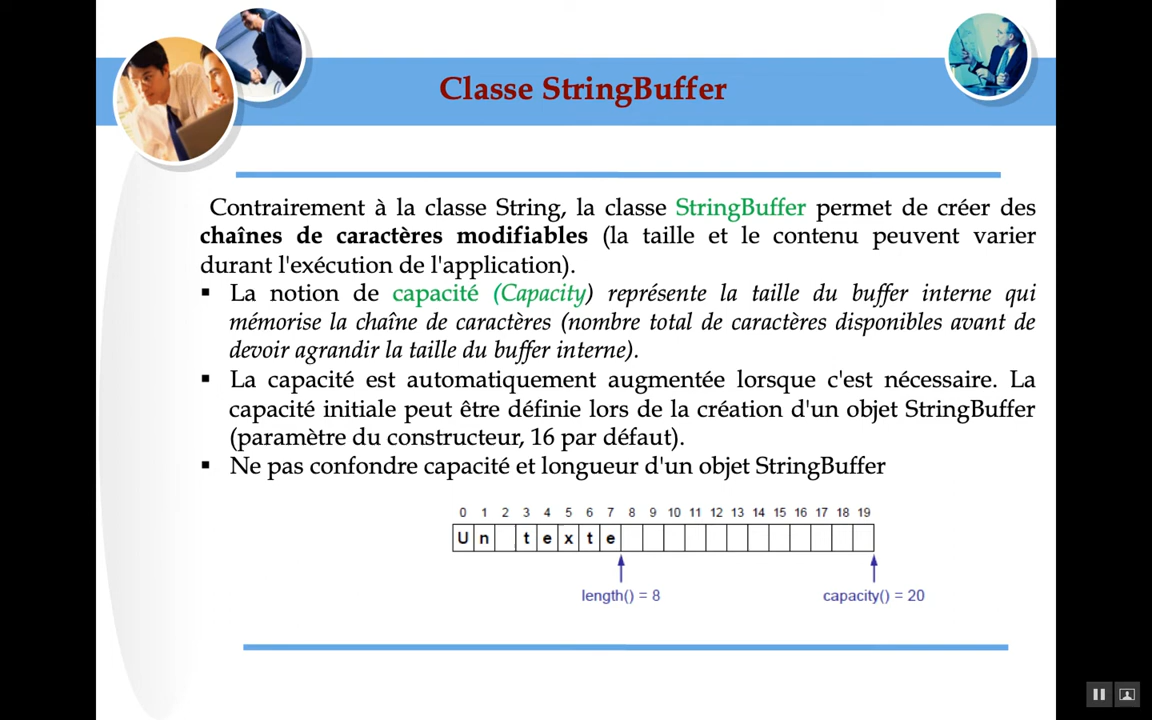 Classe StringBuffer
Contrairement à la classe String, la classe StringBuffer permet de créer des
chaînes de caractères modifiables (la taille et le contenu peuvent varier
durant l'exécution de l'application).
▪ La notion de capacité (Capacity) représente la taille du buffer interne qui
mémorise la chaîne de caractères (nombre total de caractères disponibles avant de
devoir agrandir la taille du buffer interne).
▪ La capacité est automatiquement augmentée lorsque c'est nécessaire. La
capacité initiale peut être définie lors de la création d'un objet StringBuffer
(paramètre du constructeur, 16 par défaut).
▪ Ne pas confondre capacité et longueur d'un objet StringBuffer
0 1 2 3 4 5 6 7 8 9 10 11 12 13 14 15 16 17 18 19
U n t e x t e
length() = 8 capacity() = 20